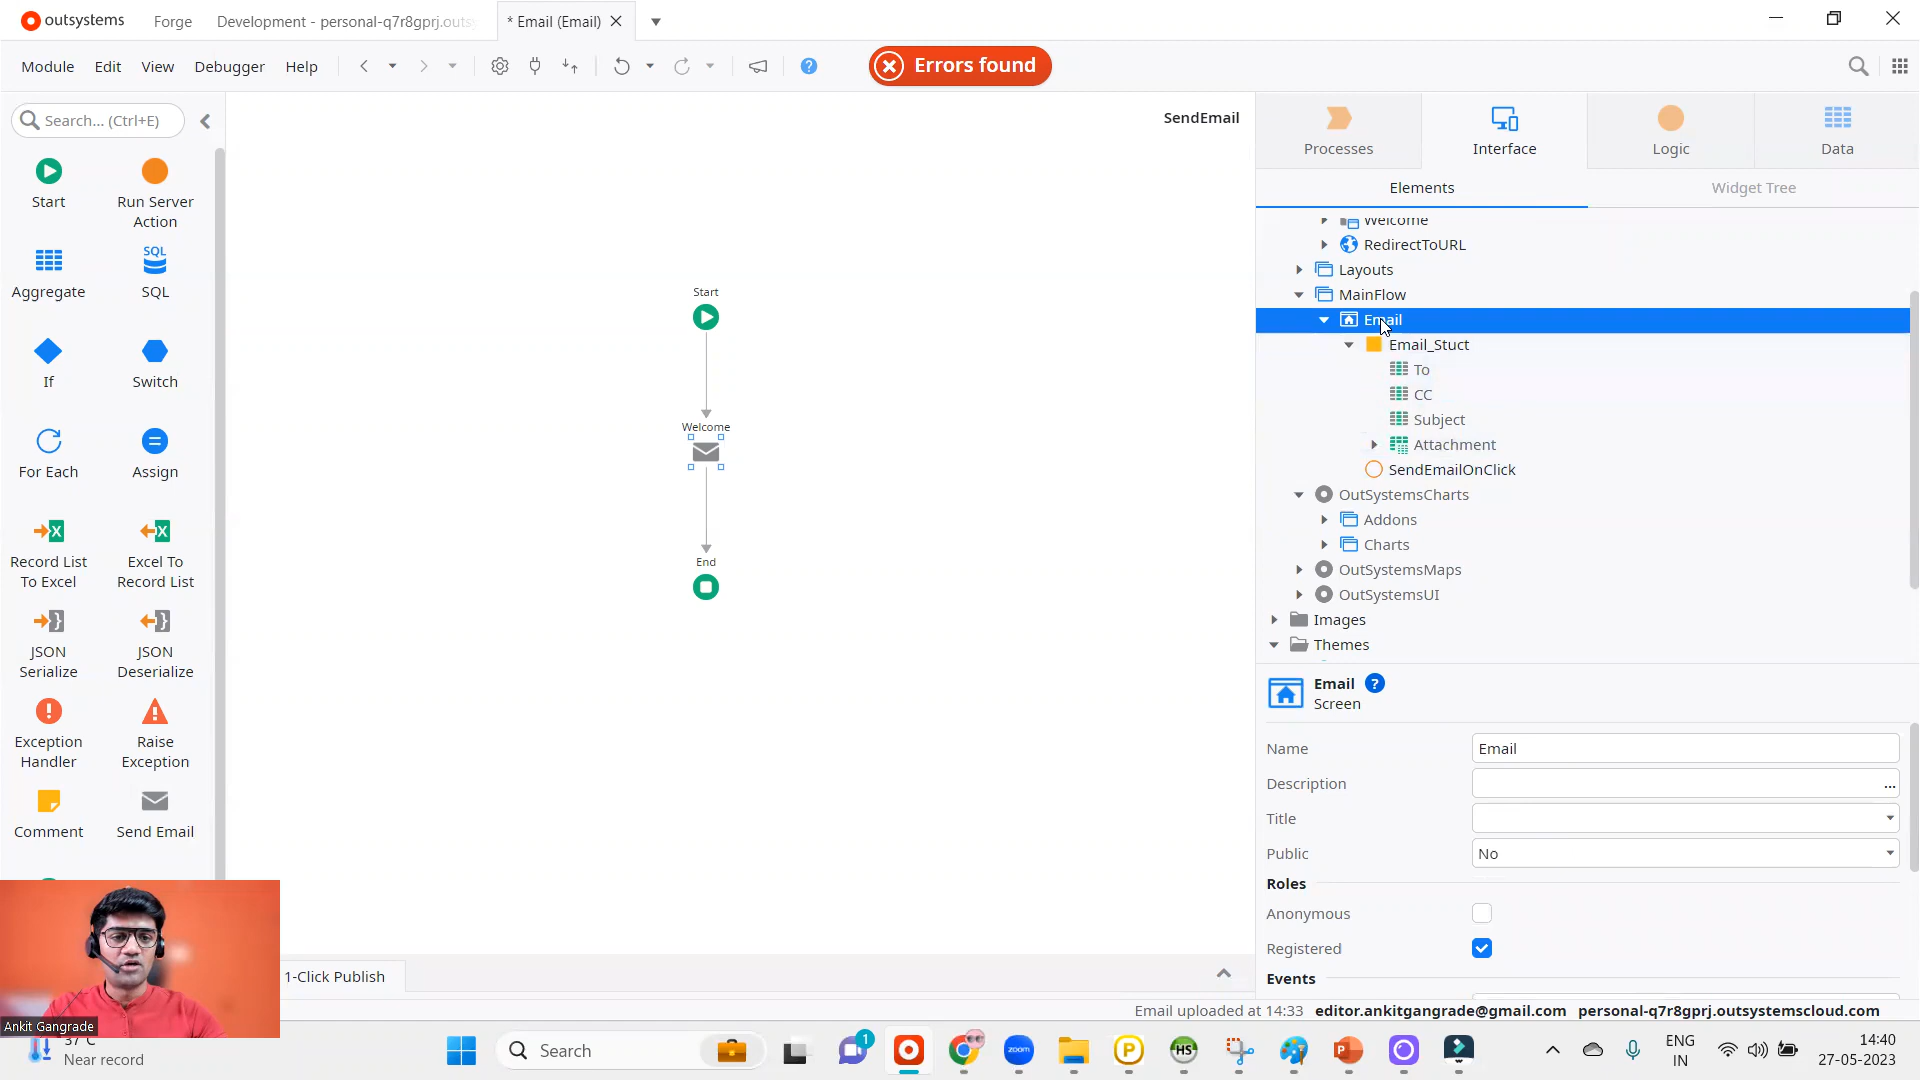 outsystems
Forge
Development - personal-q7r8gprj.outs
* Email (Email)
Module
Edit
View
Debugger
Help
Errors found
Search... (Ctrl+E)
Start
Run Server
Action
SQL
Aggregate
SQL
If
Switch
For Each
Assign
Record List
To Excel
Excel To
Record List
JSON
Serialize
JSON
Deserialize
Exception
Handler
Raise
Exception
Comment
Send Email
SendEmail
Start
Welcome
End
Processes
Interface
Logic
Data
Elements
Widget Tree
Welcome
RedirectToURL
Layouts
MainFlow
Email
Email_Stuct
To
CC
Subject
Attachment
SendEmailOnClick
OutSystemsCharts
Addons
Charts
OutSystemsMaps
OutSystemsUI
Images
Themes
Email
Screen
Name
Email
Description
...
Title
Public
No
Roles
Anonymous
Registered
Events
1-Click Publish
Email uploaded at 14:33 editor.ankitgangrade@gmail.com personal-q7r8gprj.outsystemscloud.com
Ankit Gangrade
37°C
Near record
Search
1
zoom
P
HS
ENG
IN
14:40
27-05-2023